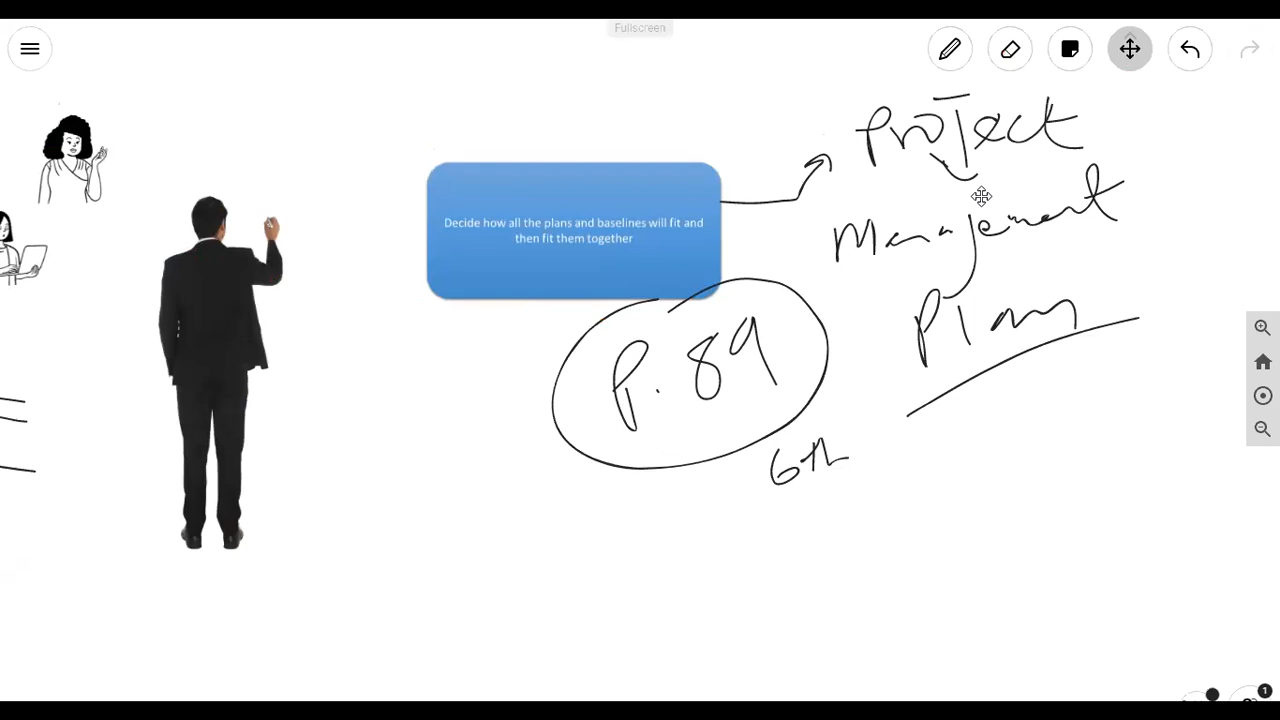 Fullscreen
Project
Management
Plan
Decide how all the plans and baselines will fit and
then fit them together
P. 89
6th
1